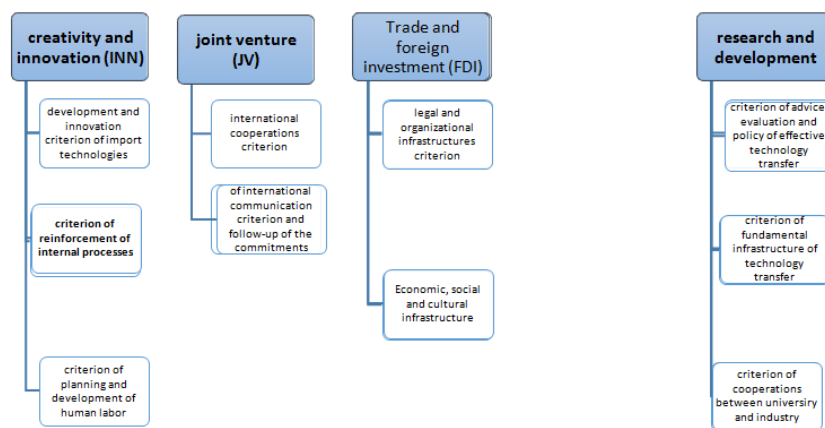 creativity and
innovation (INN)
development and
innovation
criterion of import
technologies
criterion of
reinforcement of
internal processes
criterion of
planning and
development of
human labor
joint venture
(JV)
international
cooperations
criterion
of international
communication
criterion and
follow-up of the
commitments
Trade and
foreign
investment (FDI)
legal and
organizational
infrastructures
criterion
Economic, social
and cultural
infrastructure
research and
development
criterion of advice,
evaluation and
policy of effective
technology
transfer
criterion of
fundamental
infrastructure of
technology
transfer
criterion of
cooperations
between universiry
and industry